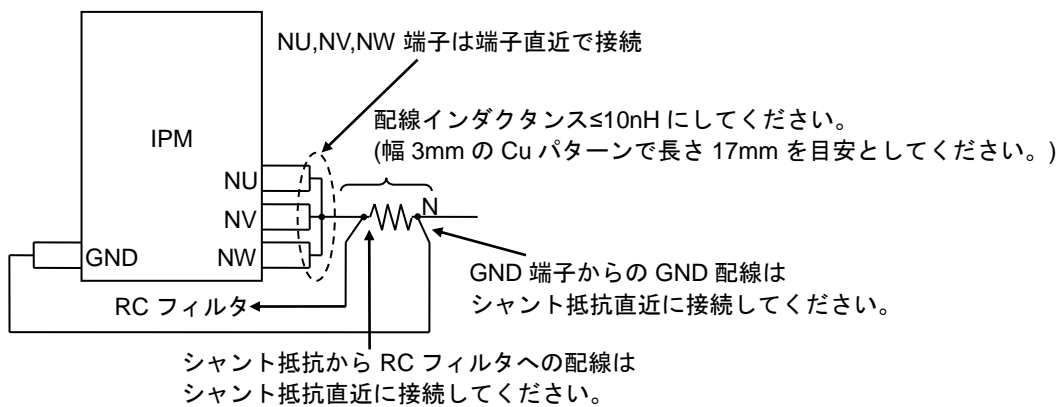 NU,NV,NW 端子は端子直近で接続
配線インダクタンス≤10nH にしてください。
(幅 3mm の Cu パターンで長さ 17mm を目安としてください。)
IPM
NU
NV
NW
GND
N
GND 端子からの GND 配線は
シャント抵抗直近に接続してください。
RC フィルタ
シャント抵抗から RC フィルタへの配線は
シャント抵抗直近に接続してください。